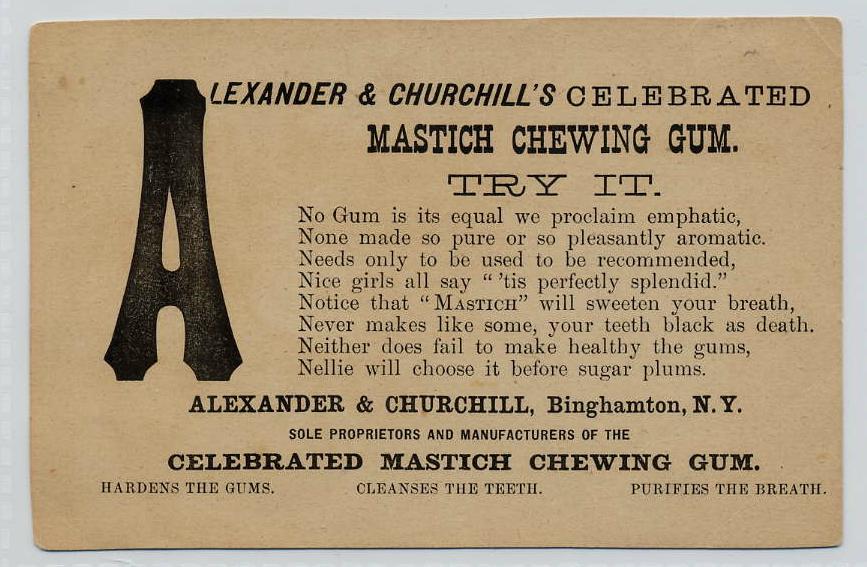 ALEXANDER & CHURCHILL'S CELEBRATED
MASTICH CHEWING GUM.
TRY IT.
No Gum is its equal we proclaim emphatic,
None made so pure or so pleasantly aromatic.
Needs only to be used to be recommended,
Nice girls all say “ 'tis perfectly splendid.”
Notice that “MASTICH” will sweeten your breath,
Never makes like some, your teeth black as death.
Neither does fail to make healthy the gums,
Nellie will choose it before sugar plums.
ALEXANDER & CHURCHILL, Binghamton, N.Y.
SOLE PROPRIETORS AND MANUFACTURERS OF THE
CELEBRATED MASTICH CHEWING GUM.
HARDENS THE GUMS. CLEANSES THE TEETH. PURIFIES THE BREATH.